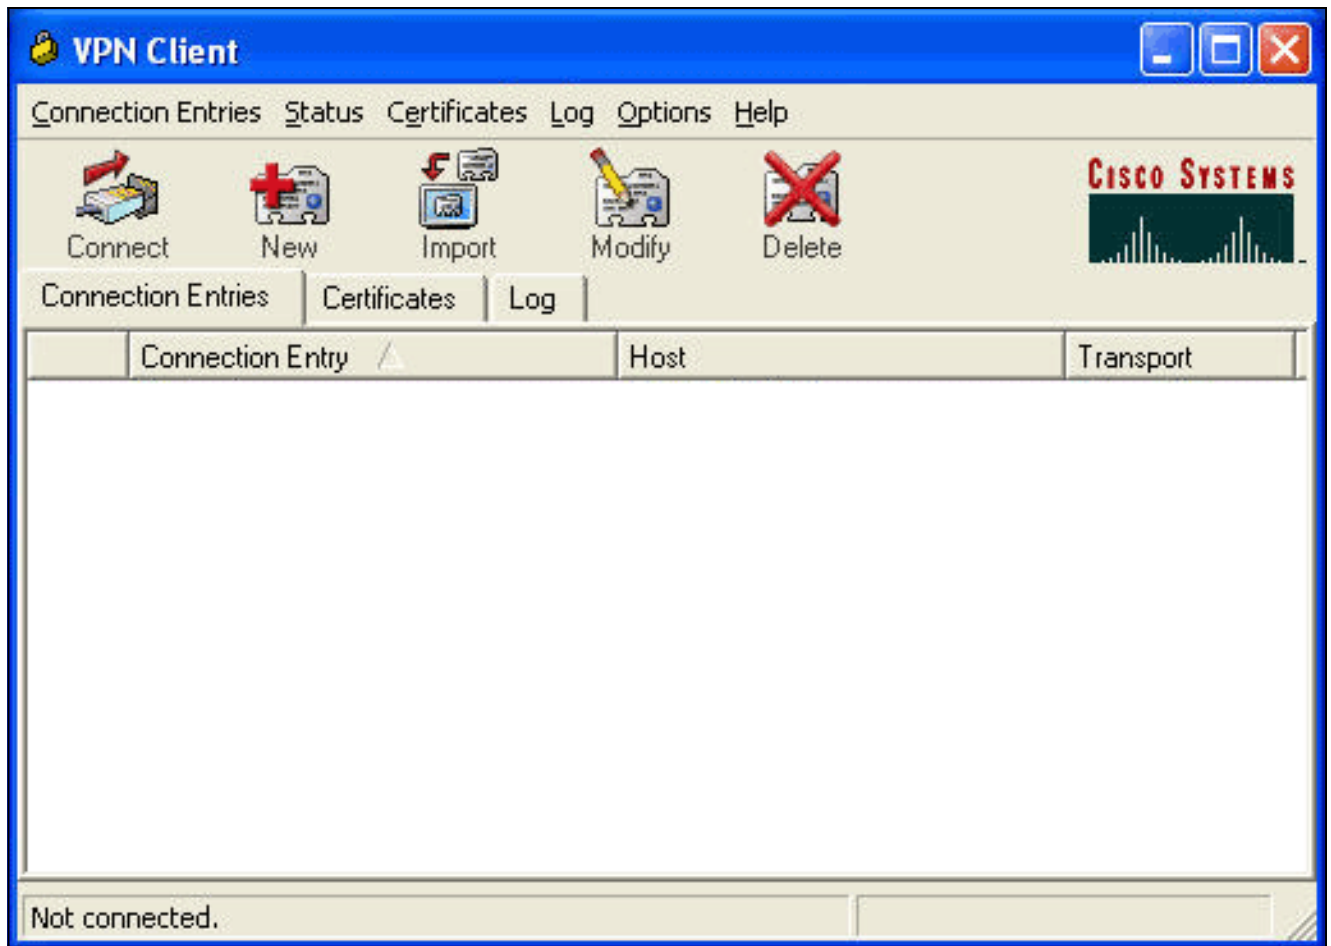 VPN Client
Connection Entries Status Certificates Log Options Help
CISCO SYSTEMS
Connect New Import Modify Delete
Connection Entries Certificates Log
Connection Entry Host Transport
Not connected.